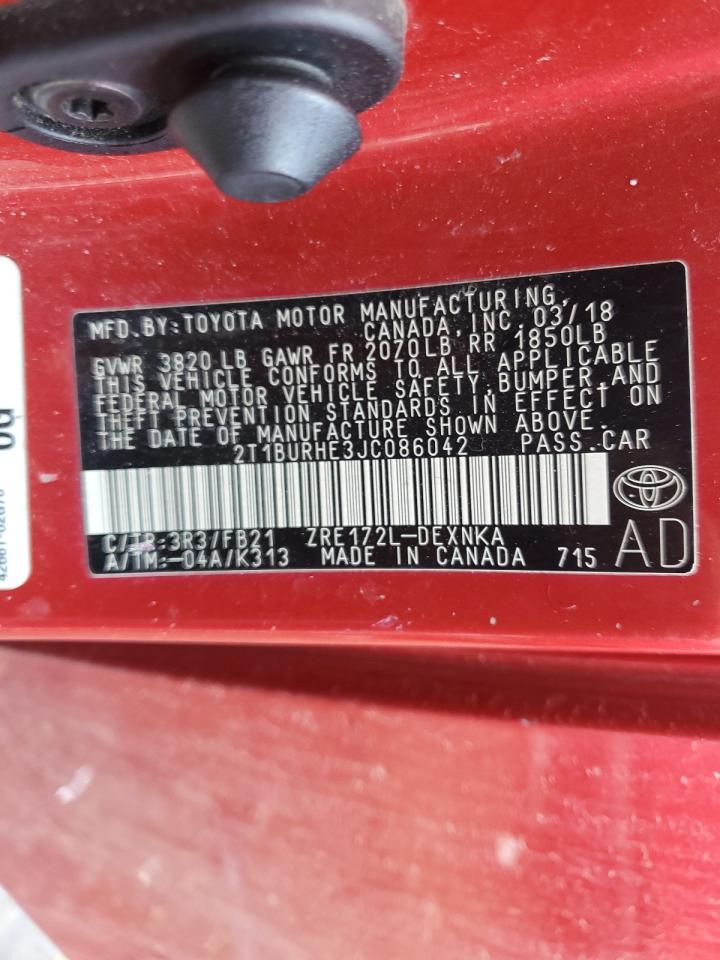 MFD. BY: TOYOTA MOTOR MANUFACTURING,
CANADA, INC. 03/18
GVWR 3820 LB GAWR FR 2070LB RR 1850LB
THIS VEHICLE CONFORMS TO ALL APPLICABLE
FEDERAL MOTOR VEHICLE SAFETY, BUMPER, AND
THEFT PREVENTION STANDARDS IN EFFECT ON
THE DATE OF MANUFACTURE SHOWN ABOVE.
2T1BURHE3JC086042 PASS. CAR
C/TR: 3R3/FB21 ZRE172L-DEXNKA
A/TM: -04A/K313 MADE IN CANADA 715
AD